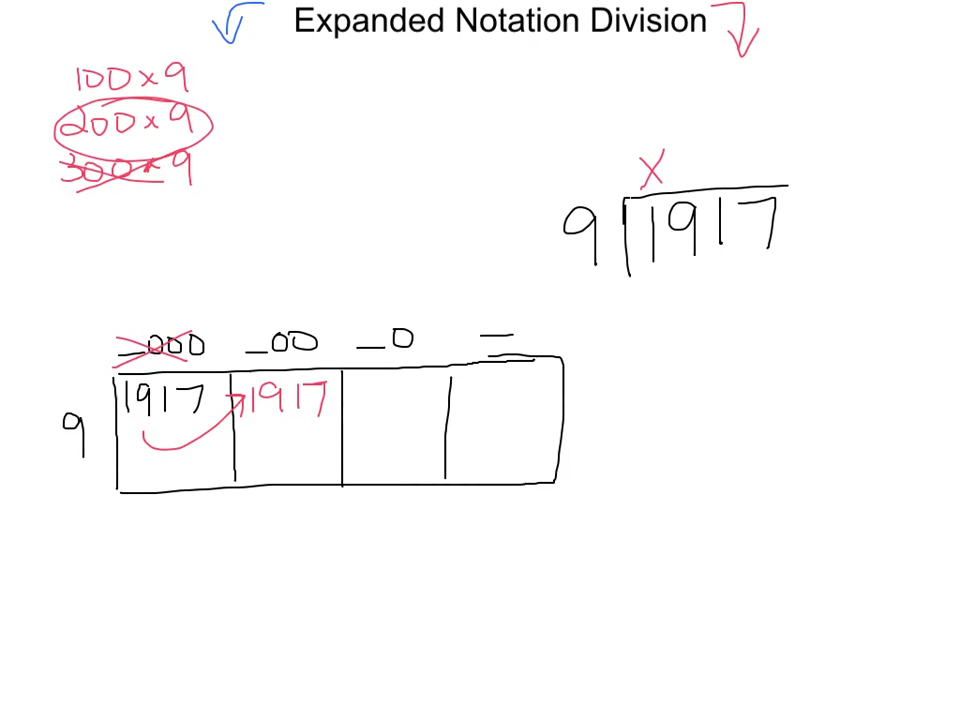 Expanded Notation Division
100 x 9
200 x 9
300 x 9
X
9 1917
_000 _00 _0 _
9 1917 1917